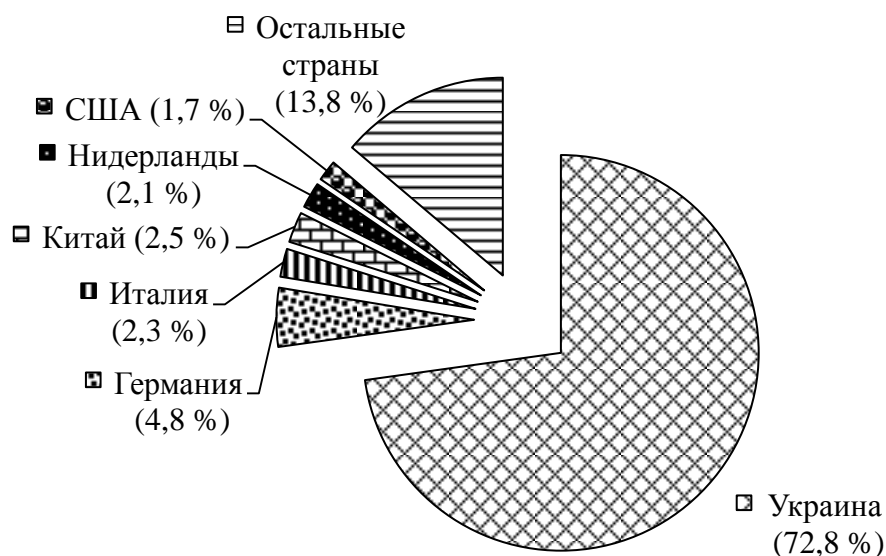 Остальные
страны
(13,8 %)
США (1,7 %)
Нидерланды
(2,1 %)
Китай (2,5 %)
Италия
(2,3 %)
Германия
(4,8 %)
Украина
(72,8 %)